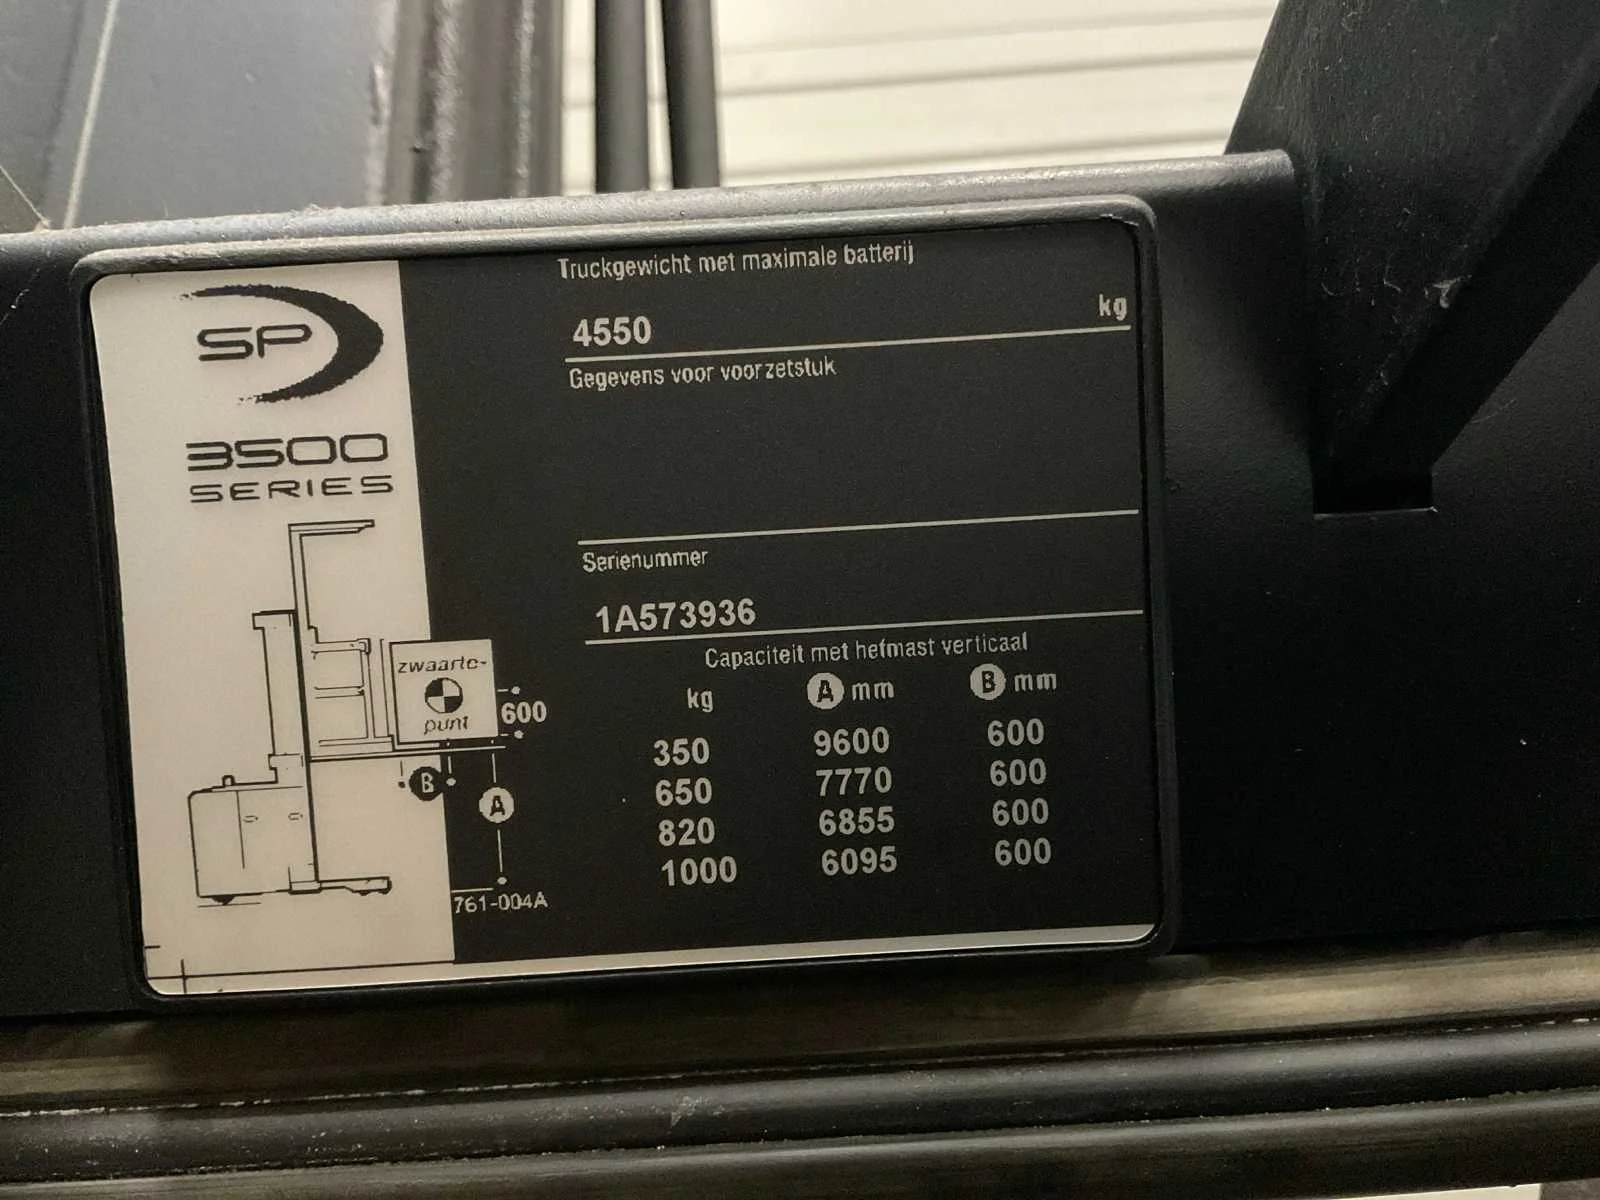 SP
3500
SERIES
zwaarte-
punt
600
B
A
761-004A
Truckgewicht met maximale batterij
4550 kg
Gegevens voor voorzetstuk
Serienummer
1A573936
Capaciteit met hefmast verticaal
kg A mm B mm
350 9600 600
650 7770 600
820 6855 600
1000 6095 600